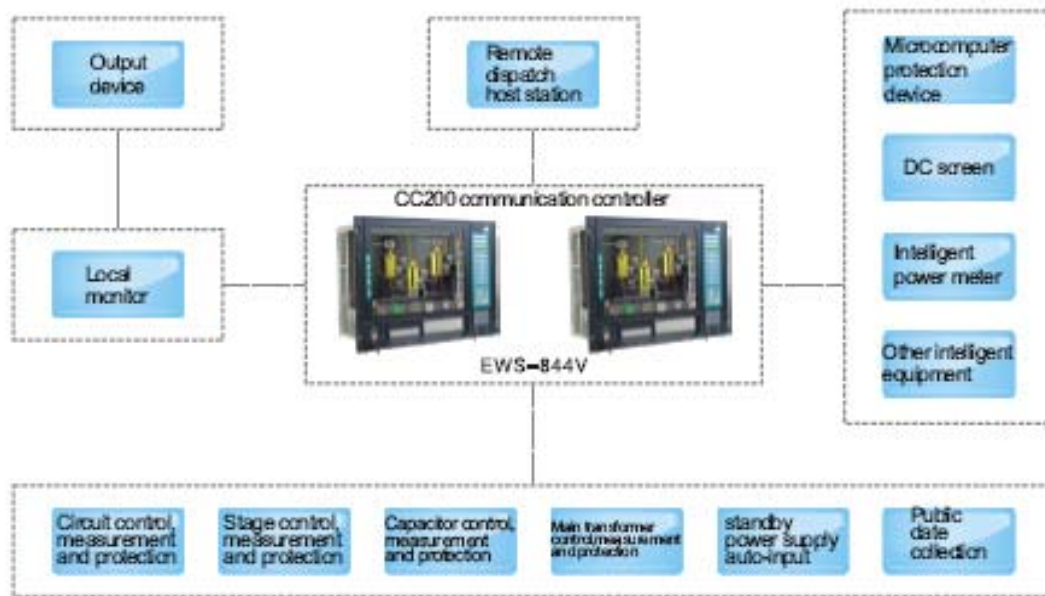 Output
device
Remote
dispatch
host station
Microcomputer
protection
device
DC screen
CC200 communication controller
Local
monitor
Intelligent
power meter
EWS-844V
Other intelligent
equipment
Circuit control,
measurement
and protection
Stage control,
measurement
and protection
Capacitor control,
measurement
and protection
Main transformer
control,measurement
and protection
standby
power supply
auto-input
Public
date
collection